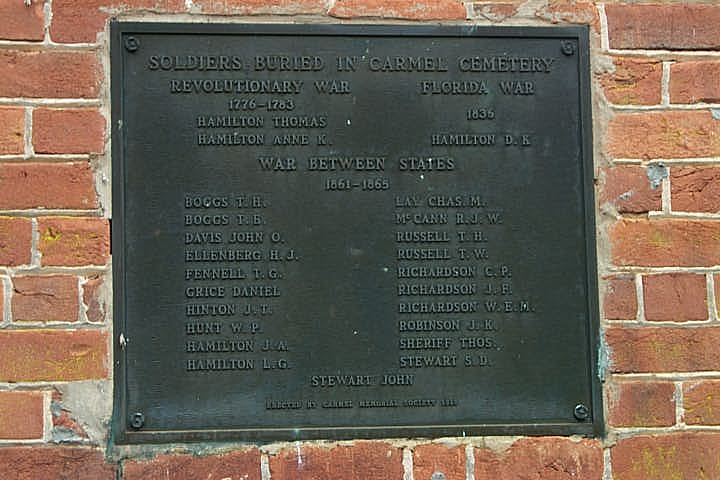 SOLDIERS BURIED IN CARMEL CEMETERY
REVOLUTIONARY WAR
1776-1783
HAMILTON THOMAS
HAMILTON ANNE K.
FLORIDA WAR
1836
HAMILTON D. K
WAR BETWEEN STATES
1861-1865
BOGGS T. H.
BOGGS T. E.
DAVIS JOHN O.
ELLENBERG H. J.
FENNELL T. G.
GRICE DANIEL
HINTON J. T.
HUNT W. P.
HAMILTON J. A.
HAMILTON L. G.
LAY CHAS. M.
McCANN R. J. W.
RUSSELL T. H.
RUSSELL T. W.
RICHARDSON C. P.
RICHARDSON J. F.
RICHARDSON W. E. M.
ROBINSON J. K.
SHERIFF THOS.
STEWART S. D.
STEWART JOHN
ERECTED BY CARMEL MEMORIAL SOCIETY